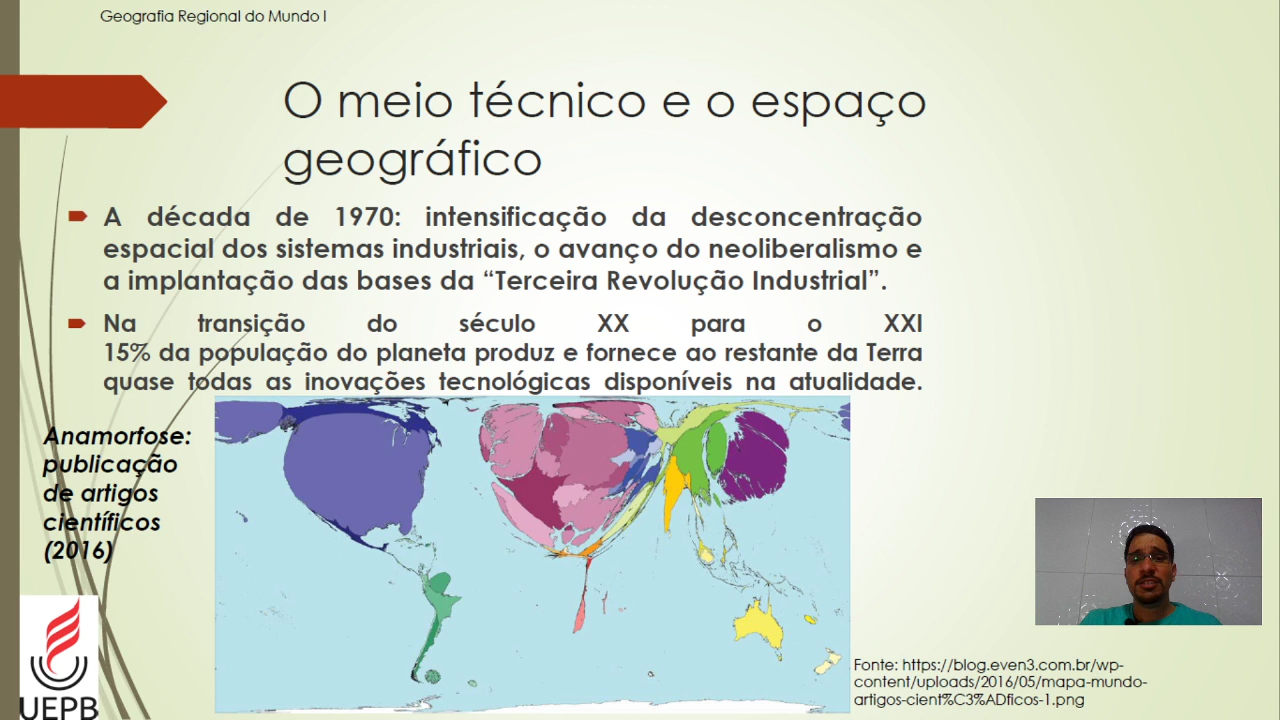 Geografia Regional do Mundo I
O meio técnico e o espaço
geográfico
A década de 1970: intensificação da desconcentração
espacial dos sistemas industriais, o avanço do neoliberalismo e
a implantação das bases da “Terceira Revolução Industrial”.
Na transição do século XX para o XXI
15% da população do planeta produz e fornece ao restante da Terra
quase todas as inovações tecnológicas disponíveis na atualidade.
Anamorfose:
publicação
de artigos
científicos
(2016)
UEPB
Fonte: https://blog.even3.com.br/wp-
content/uploads/2016/05/mapa-mundo-
artigos-cient%C3%ADficos-1.png